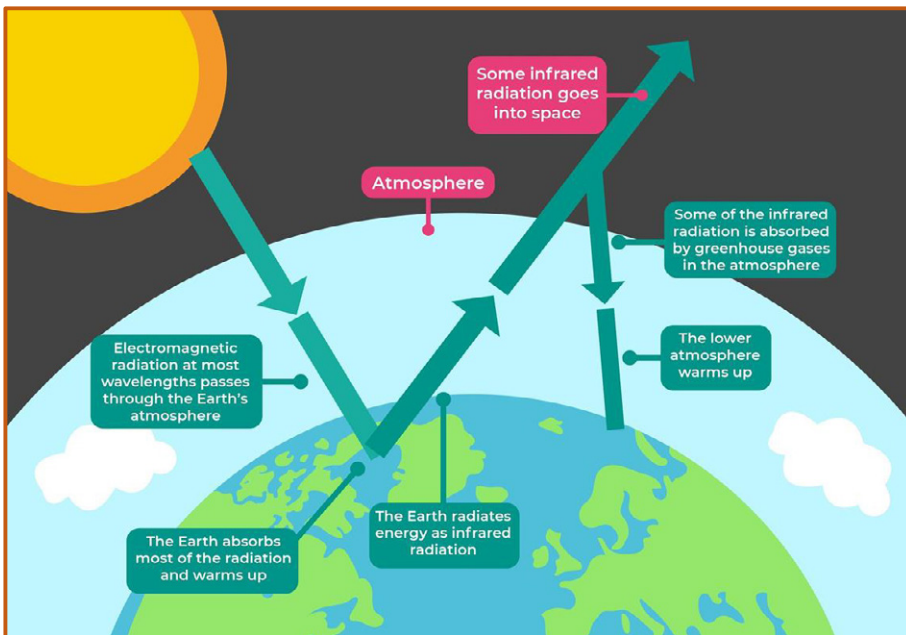 Some infrared
radiation goes
into space
Atmosphere
Some of the infrared
radiation is absorbed
by greenhouse gases
in the atmosphere
Electromagnetic
radiation at most
wavelengths passes
through the Earth's
atmosphere
The lower
atmosphere
warms up
The Earth absorbs
most of the radiation
and warms up
The Earth radiates
energy as infrared
radiation